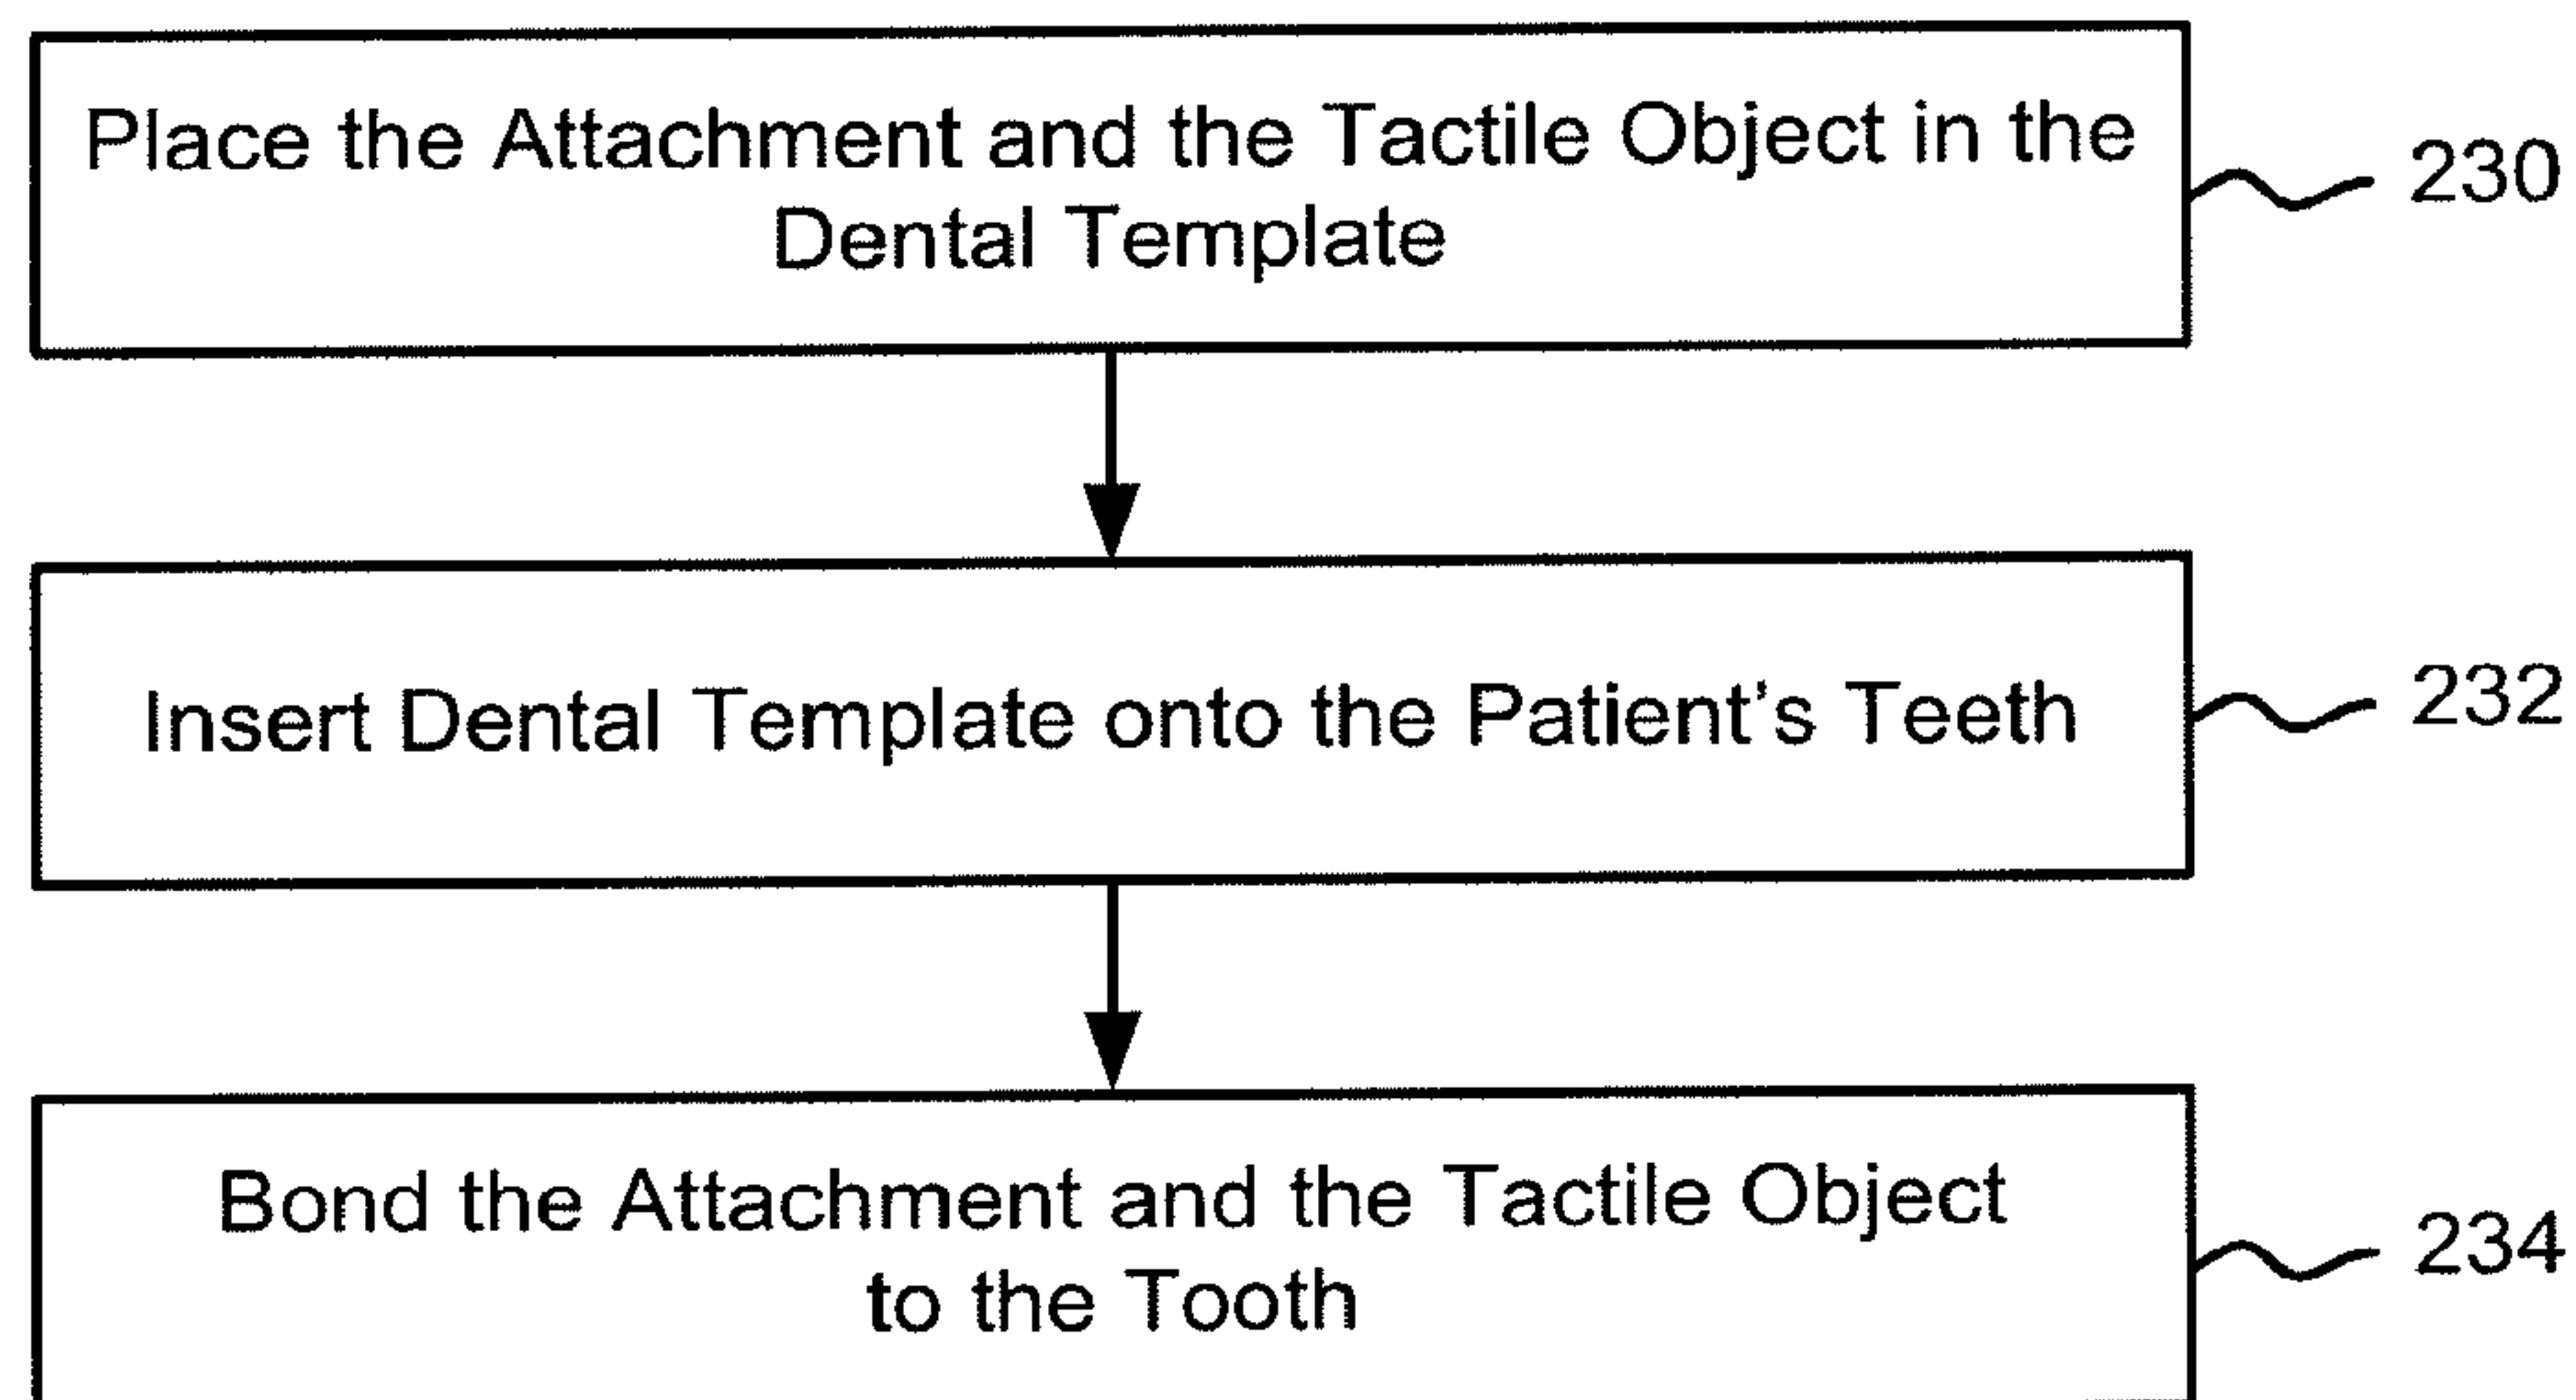 Place the Attachment and the Tactile Object in the
Dental Template
230
Insert Dental Template onto the Patient's Teeth
232
Bond the Attachment and the Tactile Object
to the Tooth
234